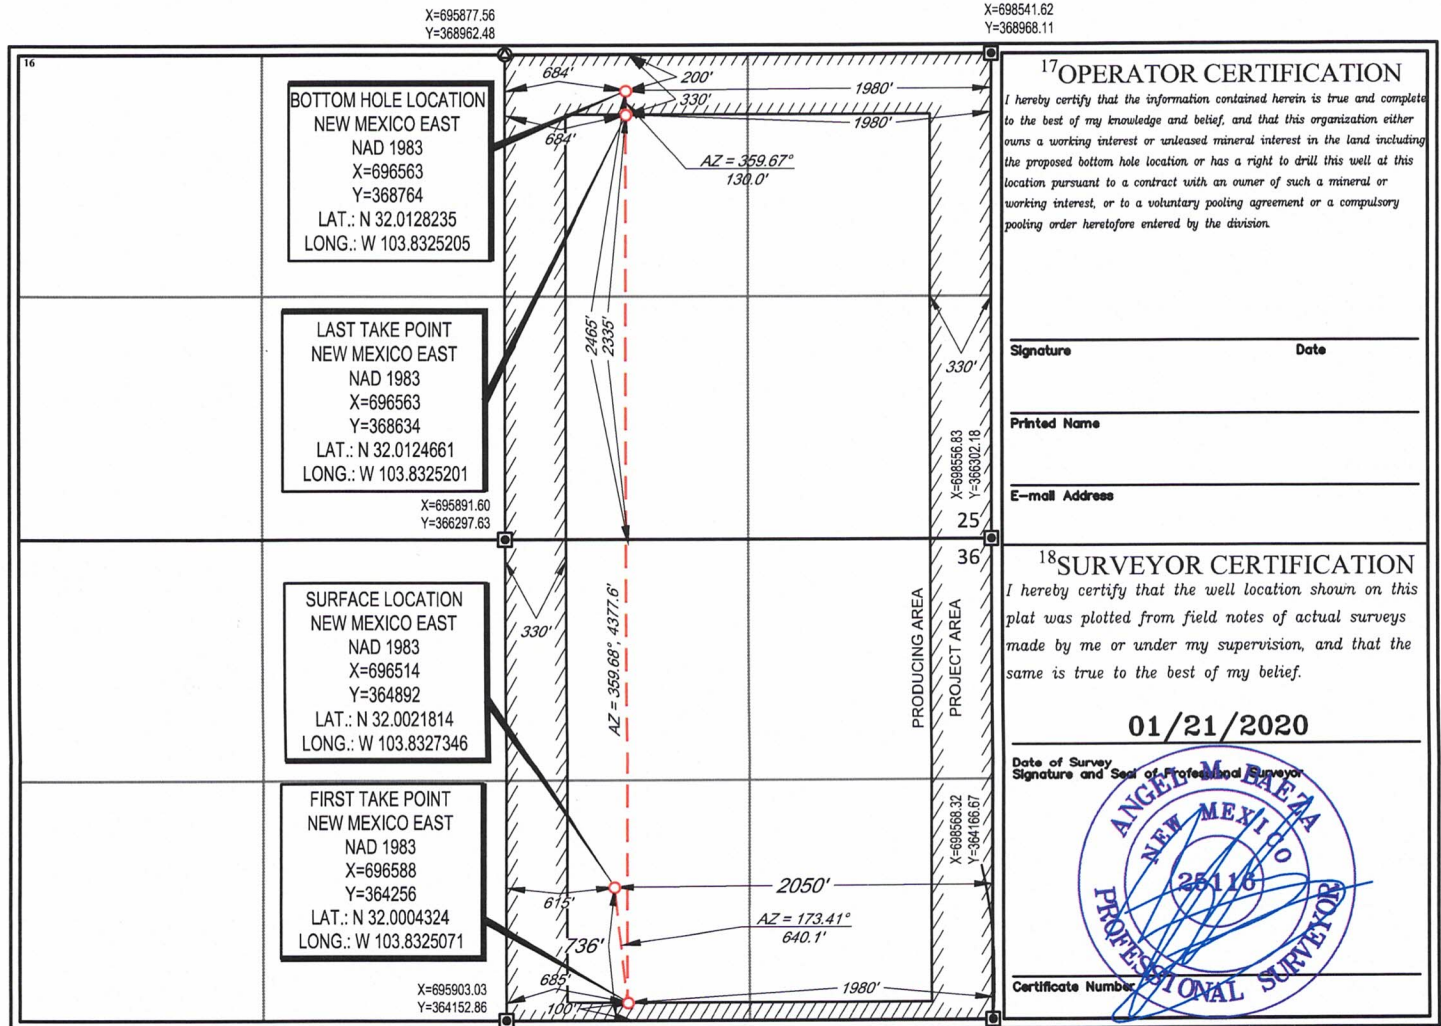 X=695877.56
Y=368962.48
X=698541.62
Y=368968.11
16
BOTTOM HOLE LOCATION
NEW MEXICO EAST
NAD 1983
X=696563
Y=368764
LAT.: N 32.0128235
LONG.: W 103.8325205
684'
200'
1980'
330'
684'
1980'
AZ = 359.67°
130.0'
LAST TAKE POINT
NEW MEXICO EAST
NAD 1983
X=696563
Y=368634
LAT.: N 32.0124661
LONG.: W 103.8325201
2465'
2335'
330'
X=695891.60
Y=366297.63
X=698556.83
Y=366302.18
25
36
SURFACE LOCATION
NEW MEXICO EAST
NAD 1983
X=696514
Y=364892
LAT.: N 32.0021814
LONG.: W 103.8327346
330'
AZ = 359.68°, 4377.6'
PRODUCING AREA
PROJECT AREA
FIRST TAKE POINT
NEW MEXICO EAST
NAD 1983
X=696588
Y=364256
LAT.: N 32.0004324
LONG.: W 103.8325071
X=698568.32
Y=364166.67
615'
2050'
736'
AZ = 173.41°
640.1'
X=695903.03
Y=364152.86
685'
100'
1980'
17OPERATOR CERTIFICATION
I hereby certify that the information contained herein is true and complete
to the best of my knowledge and belief, and that this organization either
owns a working interest or unleased mineral interest in the land including
the proposed bottom hole location or has a right to drill this well at this
location pursuant to a contract with an owner of such a mineral or
working interest, or to a voluntary pooling agreement or a compulsory
pooling order heretofore entered by the division.
Signature Date
Printed Name
E-mail Address
18SURVEYOR CERTIFICATION
I hereby certify that the well location shown on this
plat was plotted from field notes of actual surveys
made by me or under my supervision, and that the
same is true to the best of my belief.
01/21/2020
Date of Survey
Signature and Seal of Professional Surveyor
ANGEL M. BAEZA
NEW MEXICO
25116
PROFESSIONAL SURVEYOR
Certificate Number